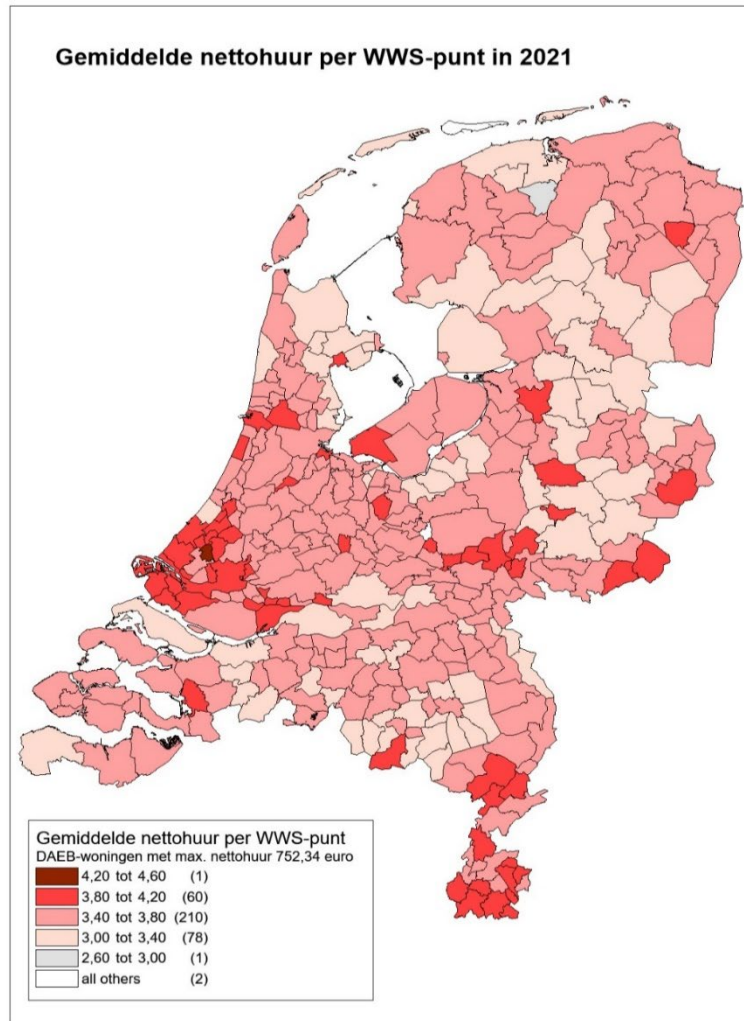 Gemiddelde nettohuur per WWS-punt in 2021
Gemiddelde nettohuur per WWS-punt
DAEB-woningen met max. nettohuur 752,34 euro
4,20 tot 4,60 (1)
3,80 tot 4,20 (60)
3,40 tot 3,80 (210)
3,00 tot 3,40 (78)
2,60 tot 3,00 (1)
all others (2)